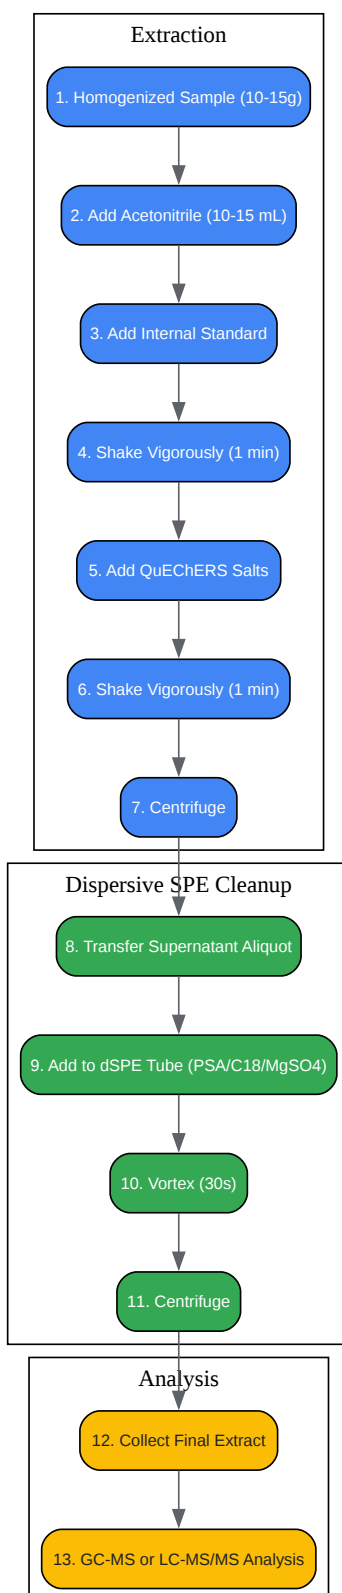 Extraction
1. Homogenized Sample (10-15g)
2. Add Acetonitrile (10-15 mL)
3. Add Internal Standard
4. Shake Vigorously (1 min)
5. Add QuEChERS Salts
6. Shake Vigorously (1 min)
7. Centrifuge
Dispersive SPE Cleanup
8. Transfer Supernatant Aliquot
9. Add to dSPE Tube (PSA/C18/MgSO4)
10. Vortex (30s)
11. Centrifuge
Analysis
12. Collect Final Extract
13. GC-MS or LC-MS/MS Analysis